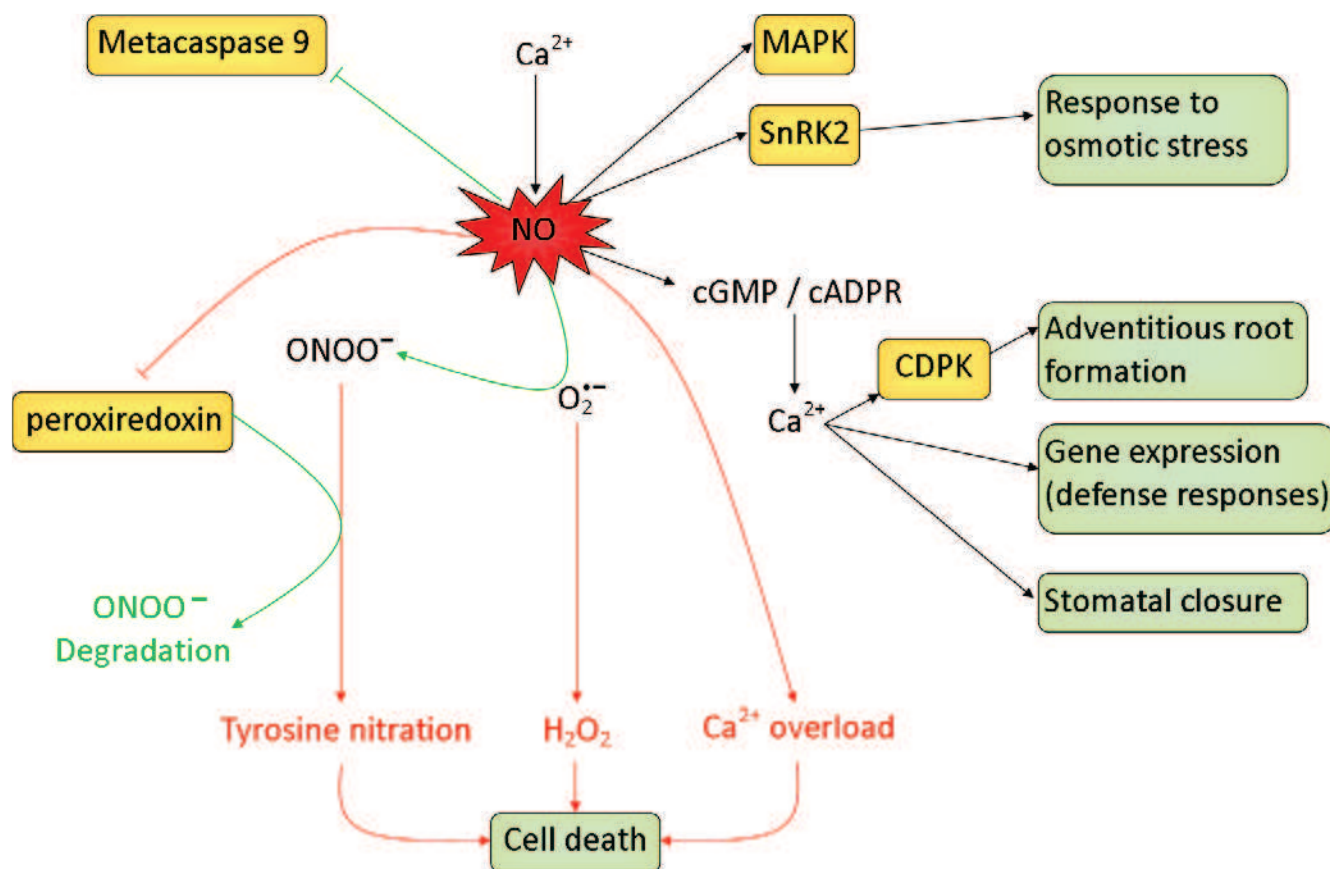 Metacaspase 9
Ca²⁺
MAPK
SnRK2
Response to
osmotic stress
NO
cGMP / cADPR
ONOO⁻
O₂•⁻
CDPK
Adventitious root
formation
peroxiredoxin
Ca²⁺
Gene expression
(defense responses)
ONOO⁻
Degradation
Stomatal closure
Tyrosine nitration
H₂O₂
Ca²⁺ overload
Cell death